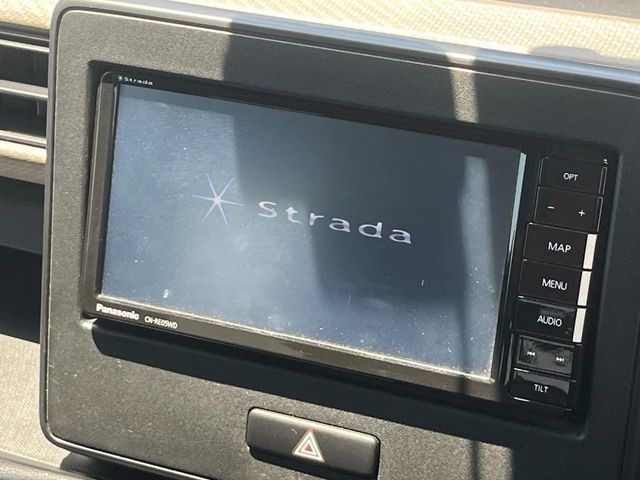 Strada
Strada
Panasonic
CN-RE05WD
OPT
− +
MAP
MENU
AUDIO
TILT